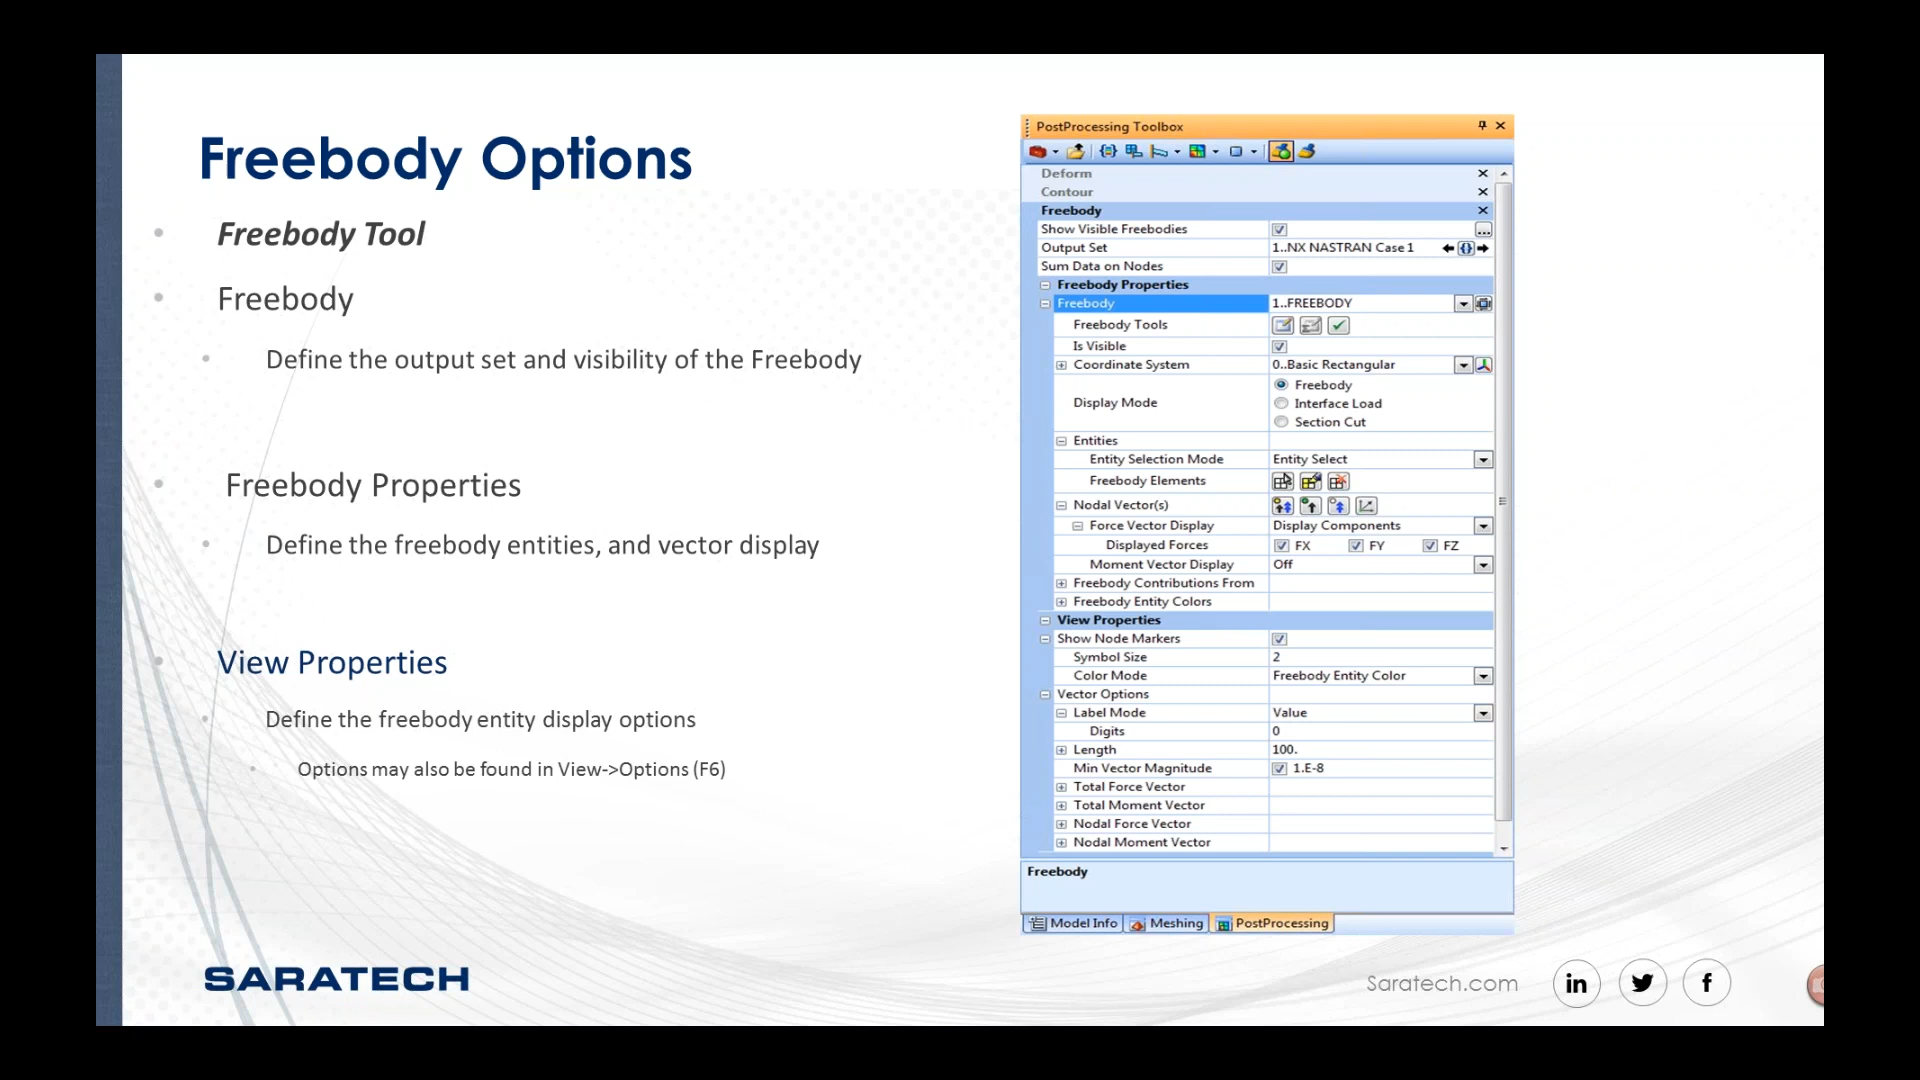 Freebody Options
Freebody Tool
Freebody
Define the output set and visibility of the Freebody
Freebody Properties
Define the freebody entities, and vector display
View Properties
Define the freebody entity display options
Options may also be found in View->Options (F6)
PostProcessing Toolbox
Deform
Contour
Freebody
Show Visible Freebodies
Output Set 1..NX NASTRAN Case 1
Sum Data on Nodes
Freebody Properties
Freebody 1..FREEBODY
Freebody Tools
Is Visible
Coordinate System 0..Basic Rectangular
Freebody
Display Mode Interface Load
Section Cut
Entities
Entity Selection Mode Entity Select
Freebody Elements
Nodal Vector(s)
Force Vector Display Display Components
Displayed Forces FX FY FZ
Moment Vector Display Off
Freebody Contributions From
Freebody Entity Colors
View Properties
Show Node Markers
Symbol Size 2
Color Mode Freebody Entity Color
Vector Options
Label Mode Value
Digits 0
Length 100.
Min Vector Magnitude 1.E-8
Total Force Vector
Total Moment Vector
Nodal Force Vector
Nodal Moment Vector
Freebody
Model Info Meshing PostProcessing
SARATECH
Saratech.com